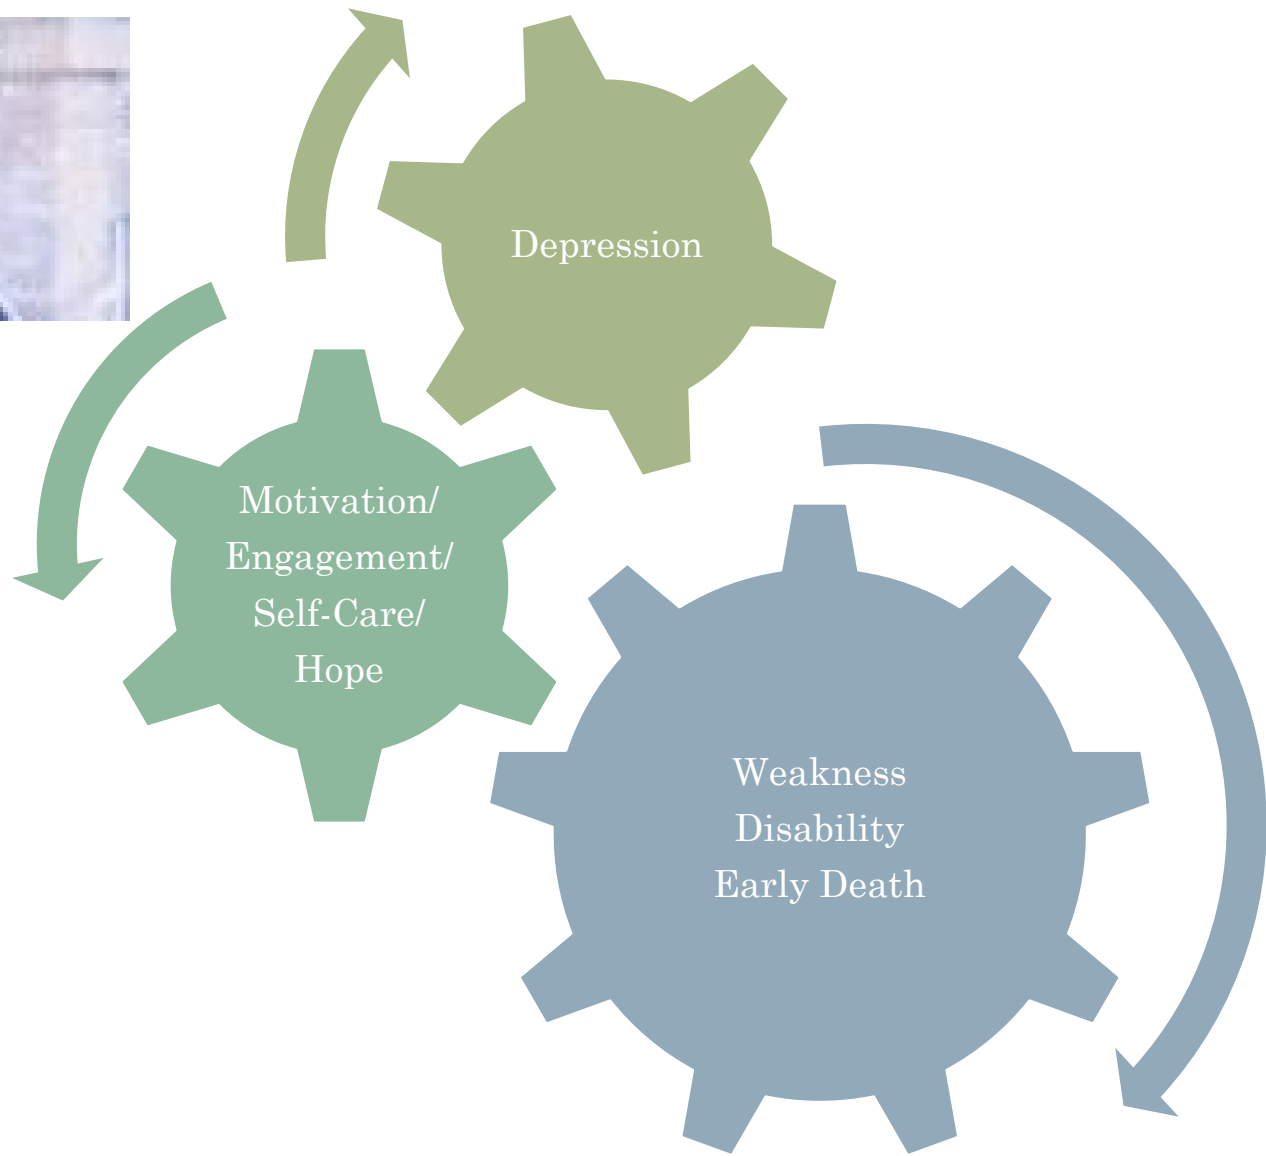 Depression
Motivation/
Engagement/
Self-Care/
Hope
Weakness
Disability
Early Death